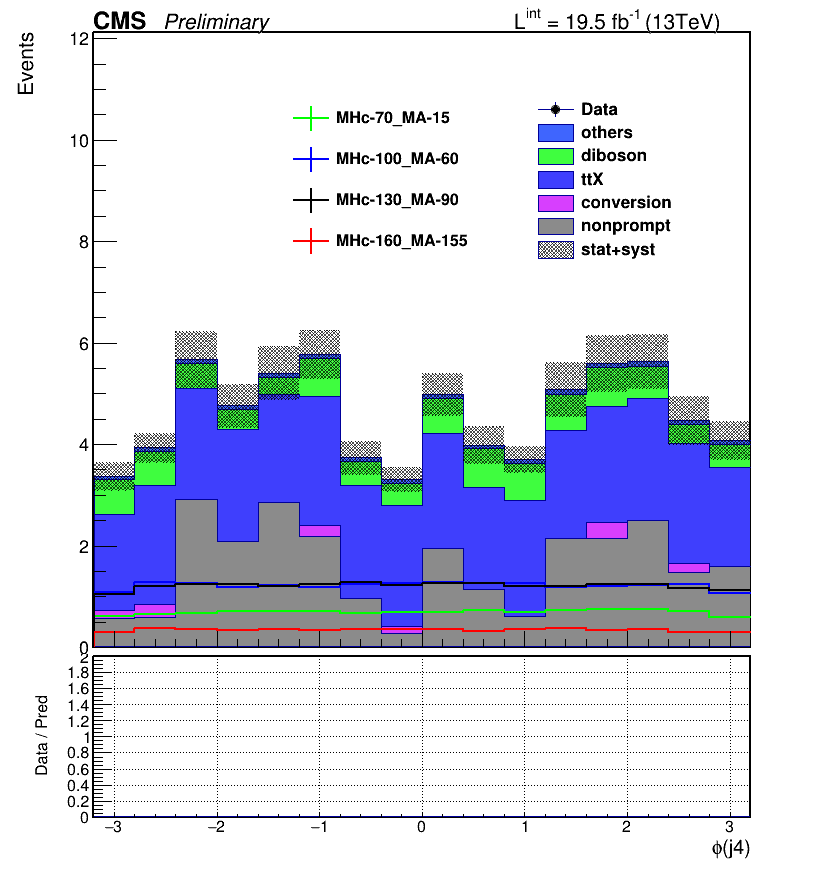 CMS Preliminary
L^int = 19.5 fb^-1 (13TeV)
Events
12
10
8
6
4
2
0
MHc-70_MA-15
MHc-100_MA-60
MHc-130_MA-90
MHc-160_MA-155
Data
others
diboson
ttX
conversion
nonprompt
stat+syst
Data / Pred
2
1.8
1.6
1.4
1.2
1
0.8
0.6
0.4
0.2
0
−3 −2 −1 0 1 2 3
ϕ(j4)